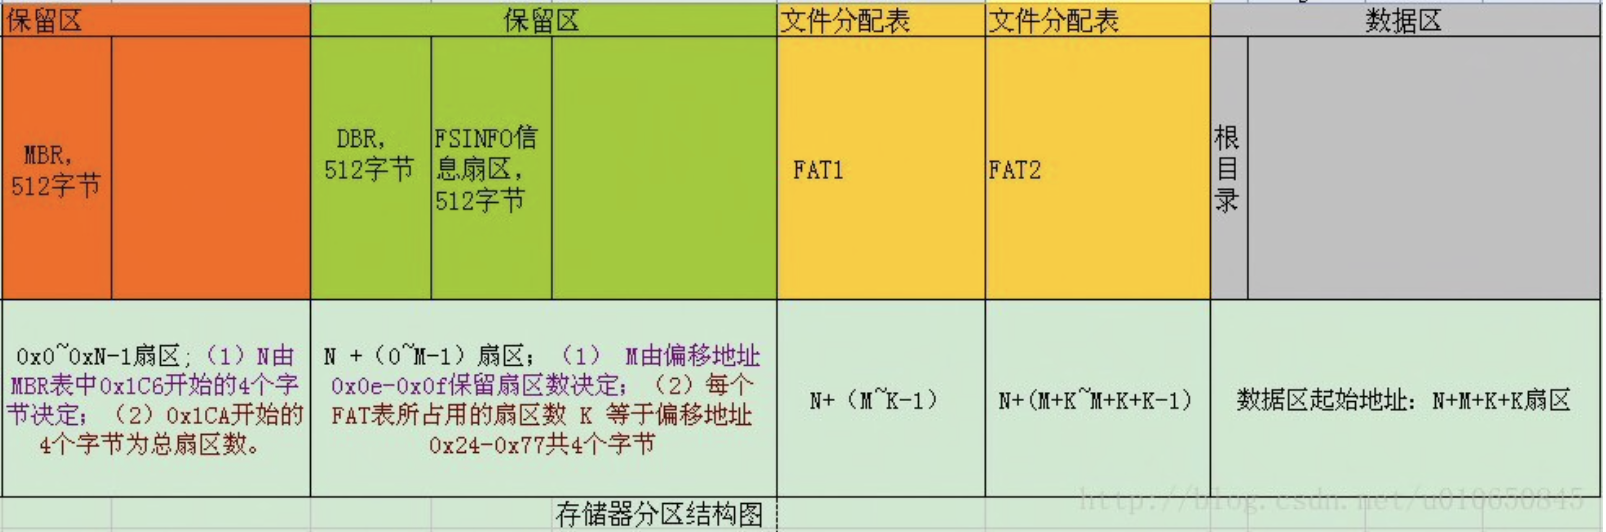 保留区
保留区
文件分配表
文件分配表
数据区
MBR,
512字节
DBR,
512字节
FSINFO信
息扇区,
512字节
FAT1
FAT2
根
目
录
0x0~0xN-1扇区;（1）N由
MBR表中0x1C6开始的4个字
节决定；（2）0x1CA开始的
4个字节为总扇区数。
N +（0~M-1）扇区；（1） M由偏移地址
0x0e-0x0f保留扇区数决定；（2）每个
FAT表所占用的扇区数 K 等于偏移地址
0x24-0x77共4个字节
N+（M~K-1）
N+(M+K~M+K+K-1)
数据区起始地址：N+M+K+K扇区
存储器分区结构图
http://blog.csdn.net/u010650845